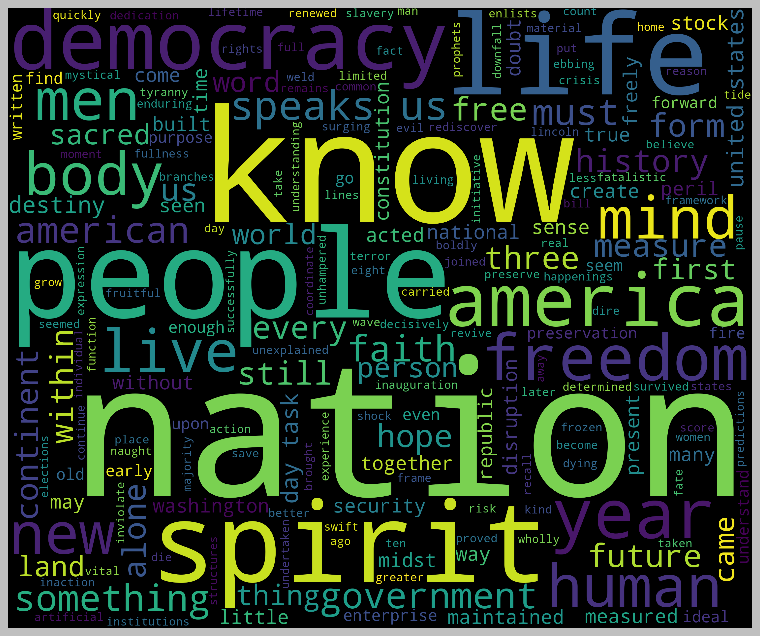 democracy
life
quickly
dedication
lifetime
renewed
slavery
man
enlists
count
home
stock
written
find
mystical
come
rights
full
fact
prophets
doubt
downfall
material
put
ebbing
crisis
freely
reason
tide
united states
men
tyranny
enduring
time
word
weld
remains
limited
common
speaks us
free
must
forward
form
sacred
built
purpose
surging
evil
rediscover
lincoln
true
believe
history
body
moment
fullness
branches
us
know
take
understanding
constitution
go
lines
living
initiative
less
fatalistic
bill
create
peril
framework
destiny
seen
day
american
world
acted
national
boldly
joined
sense
real
mind
measure
pause
people
grow
expression
fruitful
successfully
unhampered
coordinate
terror
eight
carried
preserve
three
happenings
seem
first
dire
america
seemed
enough
every
wave
decisively
revive
preservation
fire
continent
within
function
individual
continue
live
without
unexplained
still
faith
person
inauguration
freedom
away
later
determined
survived
states
nation
elections
place
naught
old
upon
action
majority
save
day task
brought
experience
shock
frame
even
hope
together
republic
disruption
recall
present
frozen
become
dying
women
score
many
fate
predictions
may
early
inviolate
washington
better
undertaken
swift
ago
security
ten
midst
risk
proved
way
wholly
kind
taken
came
understand
new
alone
land
vital
die
structures
spirit
greater
year
future
inaction
something
thing
government
human
artificial
institutions
little
enterprise
maintained
measured
ideal